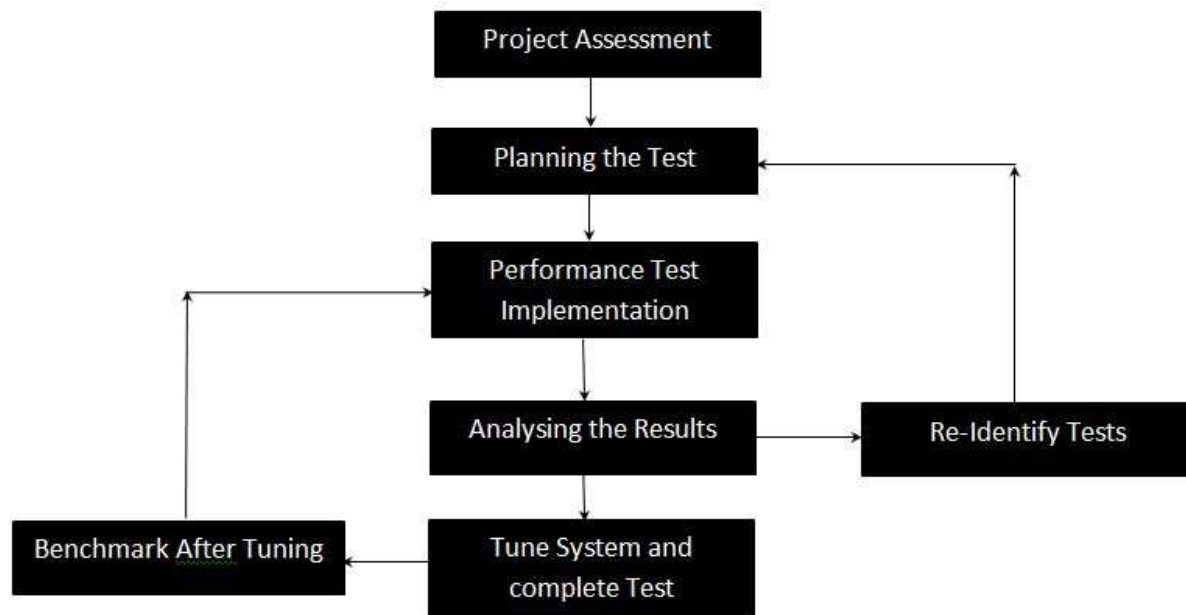 Project Assessment
Planning the Test
Performance Test
Implementation
Analysing the Results
Re-Identify Tests
Benchmark After Tuning
Tune System and
complete Test